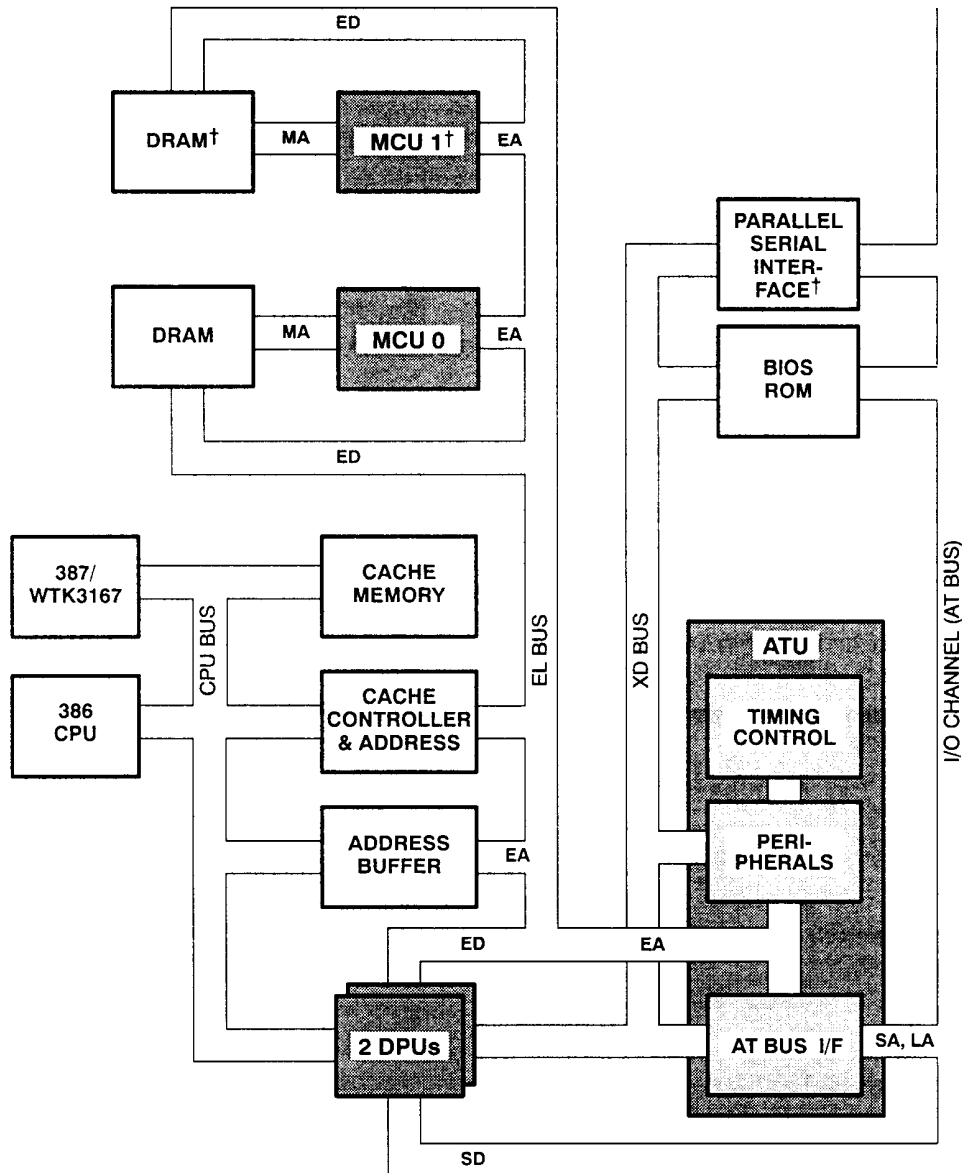 ED
DRAM†
MA
MCU 1†
EA
PARALLEL
SERIAL
INTER-
FACE†
DRAM
MA
MCU 0
EA
BIOS
ROM
ED
387/
WTK3167
CACHE
MEMORY
CPU BUS
EL BUS
XD BUS
I/O CHANNEL (AT BUS)
ATU
386
CPU
CACHE
CONTROLLER
& ADDRESS
TIMING
CONTROL
ADDRESS
BUFFER
EA
PERI-
PHERALS
ED
EA
2 DPUs
AT BUS I/F
SA, LA
SD